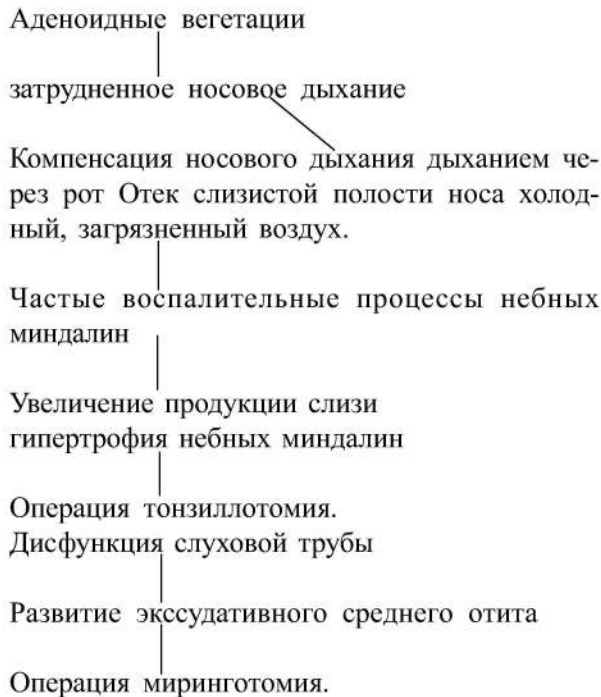 Аденоидные вегетации
затрудненное носовое дыхание
Компенсация носового дыхания дыханием че-
рез рот Отек слизистой полости носа холод-
ный, загрязненный воздух.
Частые воспалительные процессы небных
миндалин
Увеличение продукции слизи
гипертрофия небных миндалин
Операция тонзиллотомия.
Дисфункция слуховой трубы
Развитие экссудативного среднего отита
Операция миринготомия.